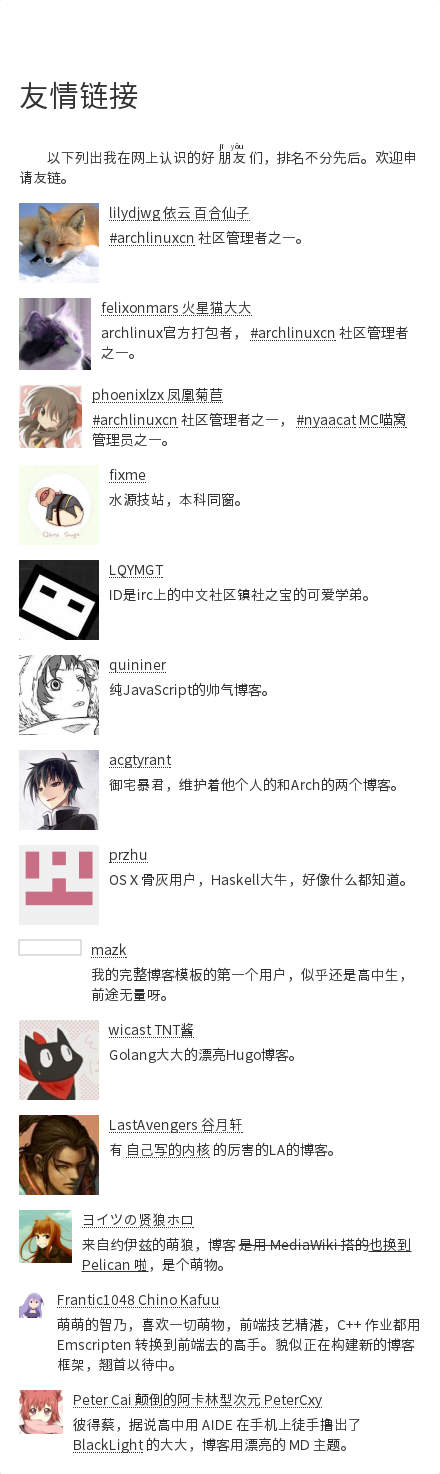 友情链接
jī yǒu
以下列出我在网上认识的好 朋友 们，排名不分先后。欢迎申
请友链。
lilydjwg 依云 百合仙子
#archlinuxcn 社区管理者之一。
felixonmars 火星猫大大
archlinux官方打包者， #archlinuxcn 社区管理者
之一。
phoenixlzx 凤凰菊苣
#archlinuxcn 社区管理者之一， #nyaacat MC喵窝
管理员之一。
fixme
水源技站，本科同窗。
LQYMGT
ID是irc上的中文社区镇社之宝的可爱学弟。
quininer
纯JavaScript的帅气博客。
acgtyrant
御宅暴君，维护着他个人的和Arch的两个博客。
przhu
OS X 骨灰用户，Haskell大牛，好像什么都知道。
mazk
我的完整博客模板的第一个用户，似乎还是高中生，
前途无量呀。
wicast TNT酱
Golang大大的漂亮Hugo博客。
LastAvengers 谷月轩
有 自己写的内核 的厉害的LA的博客。
ヨイツの贤狼ホロ
来自约伊兹的萌狼，博客 是用 MediaWiki 搭的也换到
Pelican 啦，是个萌物。
Frantic1048 Chino Kafuu
萌萌的智乃，喜欢一切萌物，前端技艺精湛，C++ 作业都用
Emscripten 转换到前端去的高手。貌似正在构建新的博客
框架，翘首以待中。
Peter Cai 颠倒的阿卡林型次元 PeterCxy
彼得蔡，据说高中用 AIDE 在手机上徒手撸出了
BlackLight 的大大，博客用漂亮的 MD 主题。